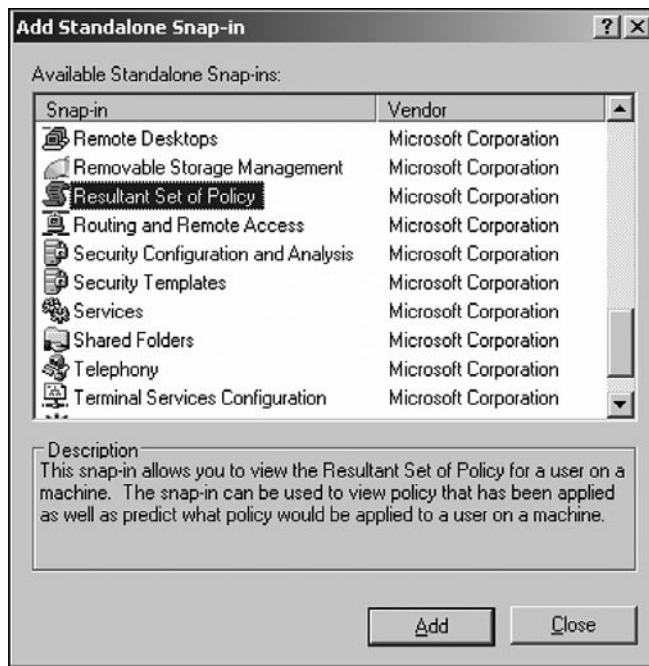 Add Standalone Snap-in
Available Standalone Snap-ins:
Snap-in Vendor
Remote Desktops Microsoft Corporation
Removable Storage Management Microsoft Corporation
Resultant Set of Policy Microsoft Corporation
Routing and Remote Access Microsoft Corporation
Security Configuration and Analysis Microsoft Corporation
Security Templates Microsoft Corporation
Services Microsoft Corporation
Shared Folders Microsoft Corporation
Telephony Microsoft Corporation
Terminal Services Configuration Microsoft Corporation
Description
This snap-in allows you to view the Resultant Set of Policy for a user on a
machine. The snap-in can be used to view policy that has been applied
as well as predict what policy would be applied to a user on a machine.
Add Close